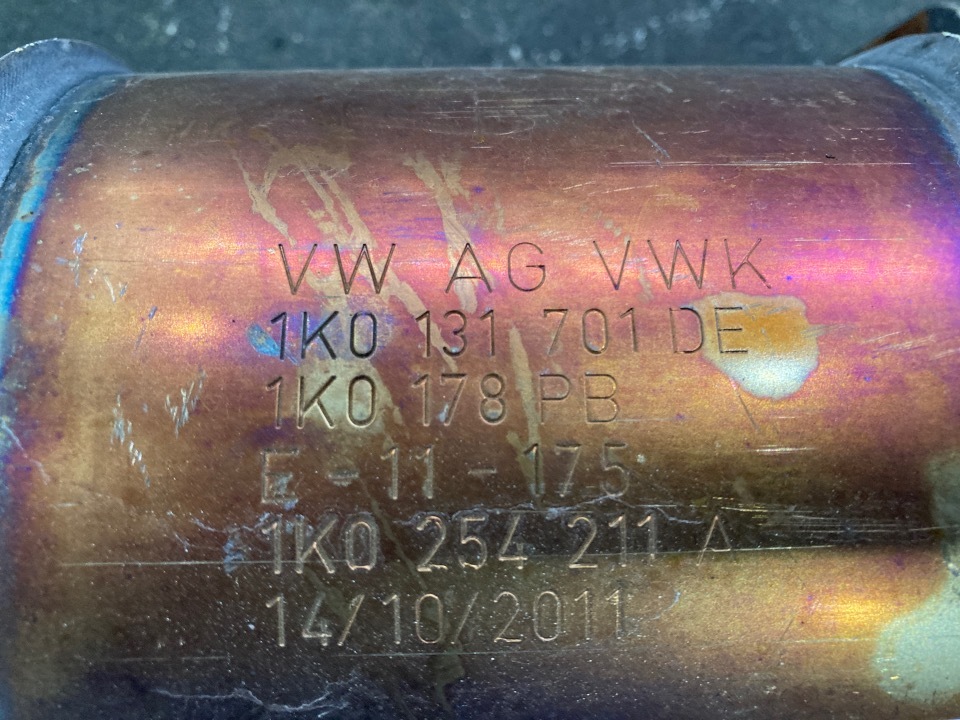 VW AG VWK
1K0 131 701 DE
1K0 178 PB
E - 11 - 175
1K0 254 211 A
14/10/2011